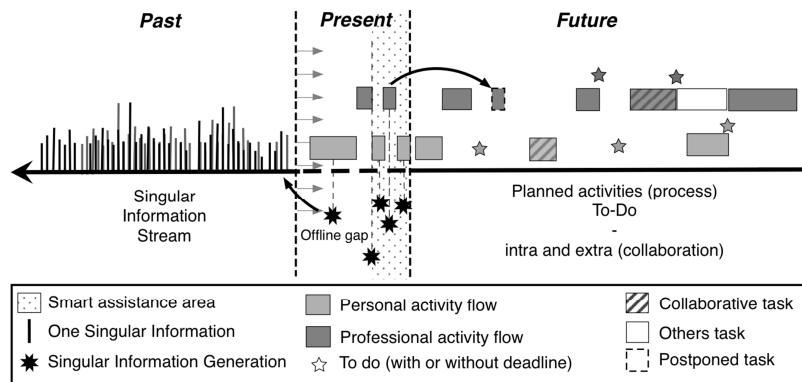 Past
Present
Future
Singular
Information
Stream
Offline gap
Planned activities (process)
To-Do
-
intra and extra (collaboration)
Smart assistance area
One Singular Information
Singular Information Generation
Personal activity flow
Professional activity flow
To do (with or without deadline)
Collaborative task
Others task
Postponed task